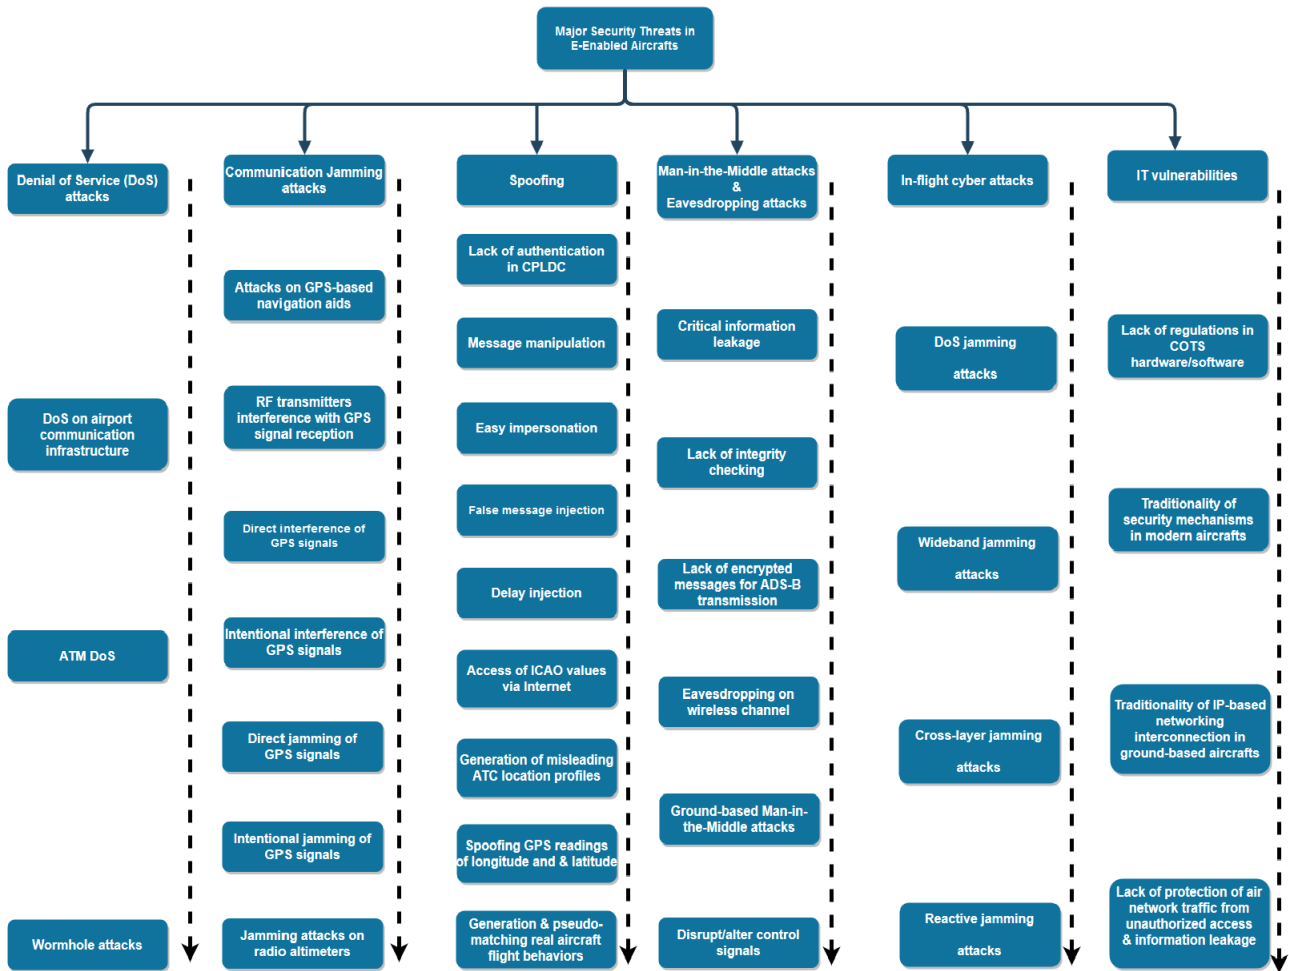 Major Security Threats in
E-Enabled Aircrafts
Denial of Service (DoS)
attacks
DoS on airport
communication
infrastructure
ATM DoS
Wormhole attacks
Communication Jamming
attacks
Attacks on GPS-based
navigation aids
RF transmitters
interference with GPS
signal reception
Direct interference of
GPS signals
Intentional interference of
GPS signals
Direct jamming of
GPS signals
Intentional jamming of
GPS signals
Jamming attacks on
radio altimeters
Spoofing
Lack of authentication
in CPLDC
Message manipulation
Easy impersonation
False message injection
Delay injection
Access of ICAO values
via Internet
Generation of misleading
ATC location profiles
Spoofing GPS readings
of longitude and & latitude
Generation & pseudo-
matching real aircraft
flight behaviors
Man-in-the-Middle attacks
&
Eavesdropping attacks
Critical information
leakage
Lack of integrity
checking
Lack of encrypted
messages for ADS-B
transmission
Eavesdropping on
wireless channel
Ground-based Man-in-
the-Middle attacks
Disrupt/alter control
signals
In-flight cyber attacks
DoS jamming
attacks
Wideband jamming
attacks
Cross-layer jamming
attacks
Reactive jamming
attacks
IT vulnerabilities
Lack of regulations in
COTS
hardware/software
Traditionality of
security mechanisms
in modern aircrafts
Traditionality of IP-based
networking
interconnection in
ground-based aircrafts
Lack of protection of air
network traffic from
unauthorized access
& information leakage